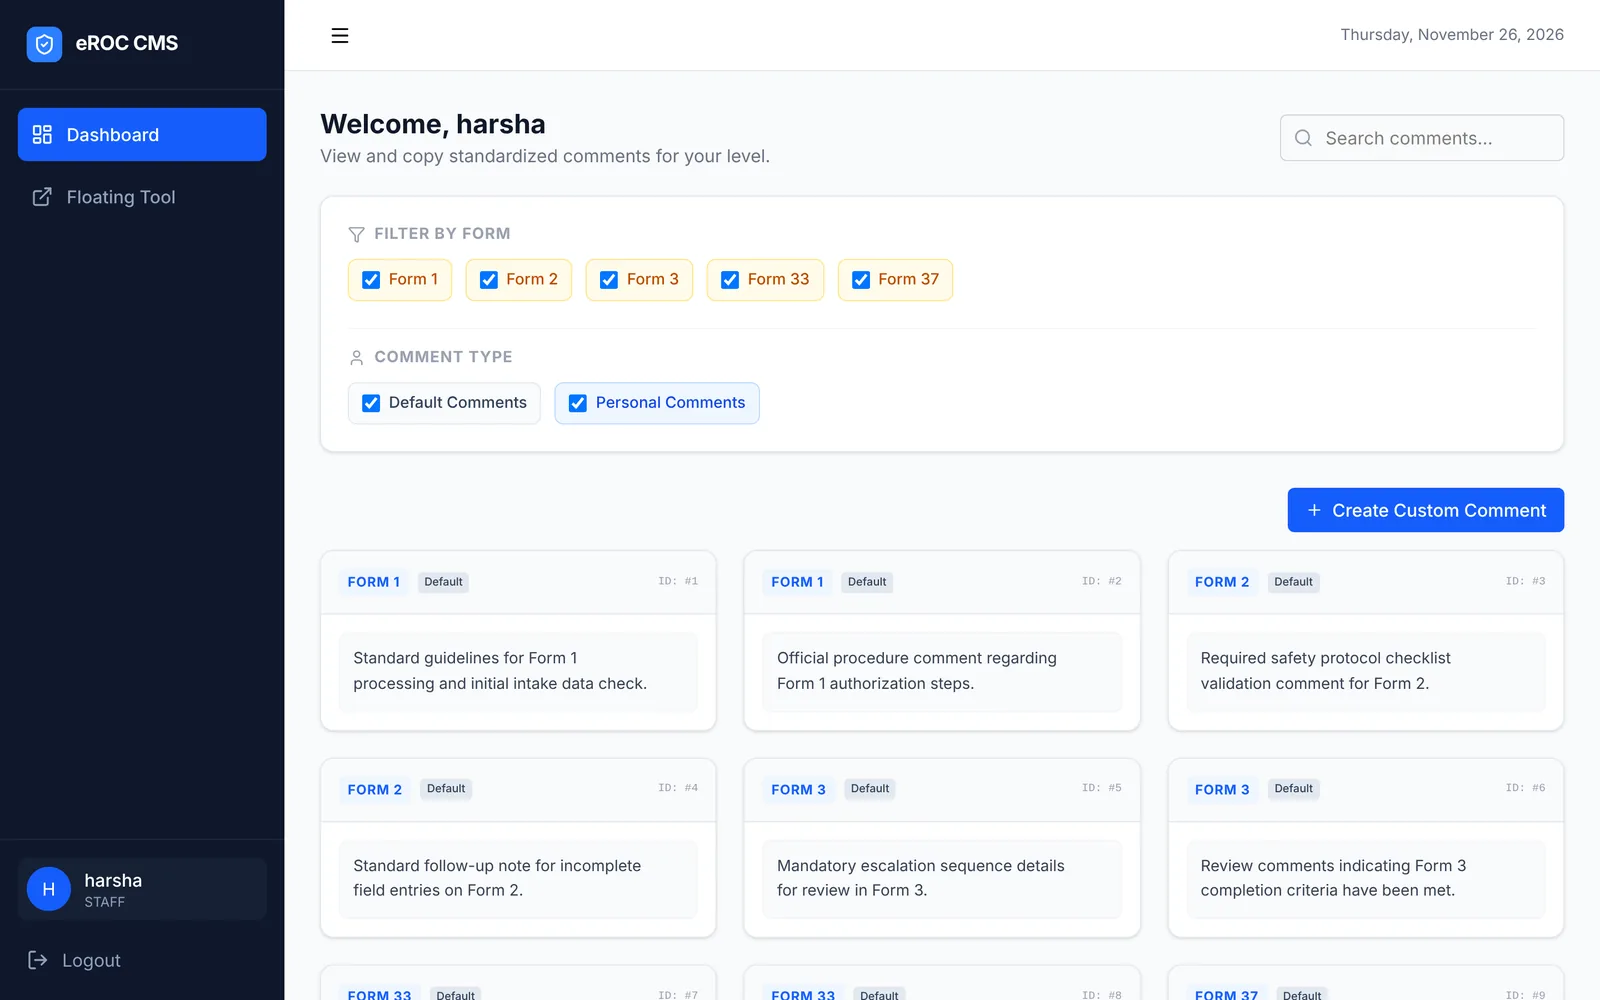 eROC CMS
Thursday, November 26, 2026
Dashboard
Floating Tool
Welcome, harsha
View and copy standardized comments for your level.
Search comments...
FILTER BY FORM
Form 1
Form 2
Form 3
Form 33
Form 37
COMMENT TYPE
Default Comments
Personal Comments
+ Create Custom Comment
FORM 1 Default ID: #1
Standard guidelines for Form 1
processing and initial intake data check.
FORM 1 Default ID: #2
Official procedure comment regarding
Form 1 authorization steps.
FORM 2 Default ID: #3
Required safety protocol checklist
validation comment for Form 2.
FORM 2 Default ID: #4
Standard follow-up note for incomplete
field entries on Form 2.
FORM 3 Default ID: #5
Mandatory escalation sequence details
for review in Form 3.
FORM 3 Default ID: #6
Review comments indicating Form 3
completion criteria have been met.
FORM 33 Default ID: #7
FORM 33 Default ID: #8
FORM 37 Default ID: #9
H
harsha
STAFF
Logout